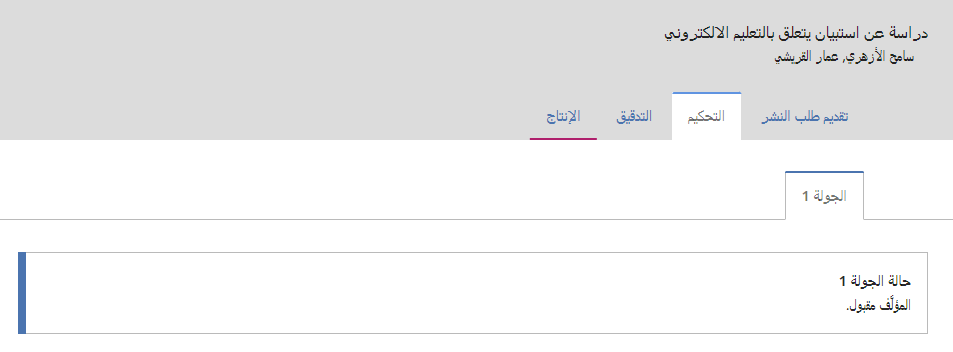 دراسة عن استبيان يتعلق بالتعليم الالكتروني
سامح الأزهري, عمار القريشي
تقديم طلب النشر
التحكيم
التدقيق
الإنتاج
الجولة 1
حالة الجولة 1
المؤلَّف مقبول.